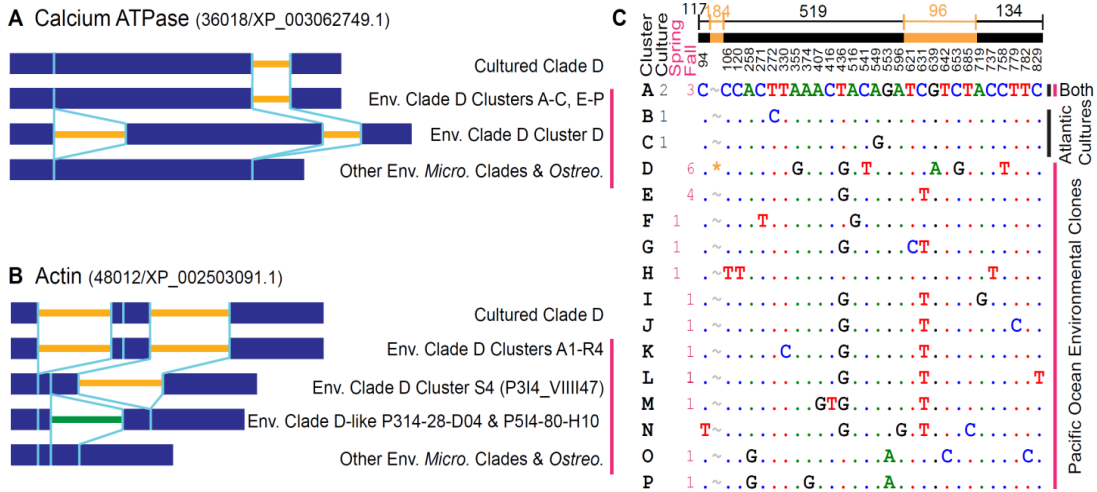 A Calcium ATPase (36018/XP_003062749.1)
Cultured Clade D
Env. Clade D Clusters A-C, E-P
Env. Clade D Cluster D
Other Env. Micro. Clades & Ostreo.
B Actin (48012/XP_002503091.1)
Cultured Clade D
Env. Clade D Clusters A1-R4
Env. Clade D Cluster S4 (P3I4_VIIII47)
Env. Clade D-like P314-28-D04 & P5I4-80-H10
Other Env. Micro. Clades & Ostreo.
C
117 184 519 96 134
Cluster Culture Spring Fall 94 106 120 258 271 272 330 355 374 407 416 436 516 541 549 553 596 621 631 639 642 653 685 719 737 758 779 782 829
A 2 3 C~CCACTTAAACTACAGATCGTCTACCTTC Both
B 1 .~....C.......................
C 1 .~.............G..............
D 6 .*......G...G.T.....A.G...T...
E 4 .~..........G......T..........
F 1 .~...T.......G................
G 1 .~..........G.....CT..........
H 1 .~TT.....................T....
I 1 .~..........G......T....G.....
J 1 .~..........G......T.......C..
K 1 .~.....C....G......T..........
L 1 .~..........G......T.........T
M 1 .~........GTG......T..........
N 1 T~..........G....G.T...C......
O 1 .~..G...........A....C......C.
P 1 .~..G....G......A.............
Atlantic Cultures
Pacific Ocean Environmental Clones